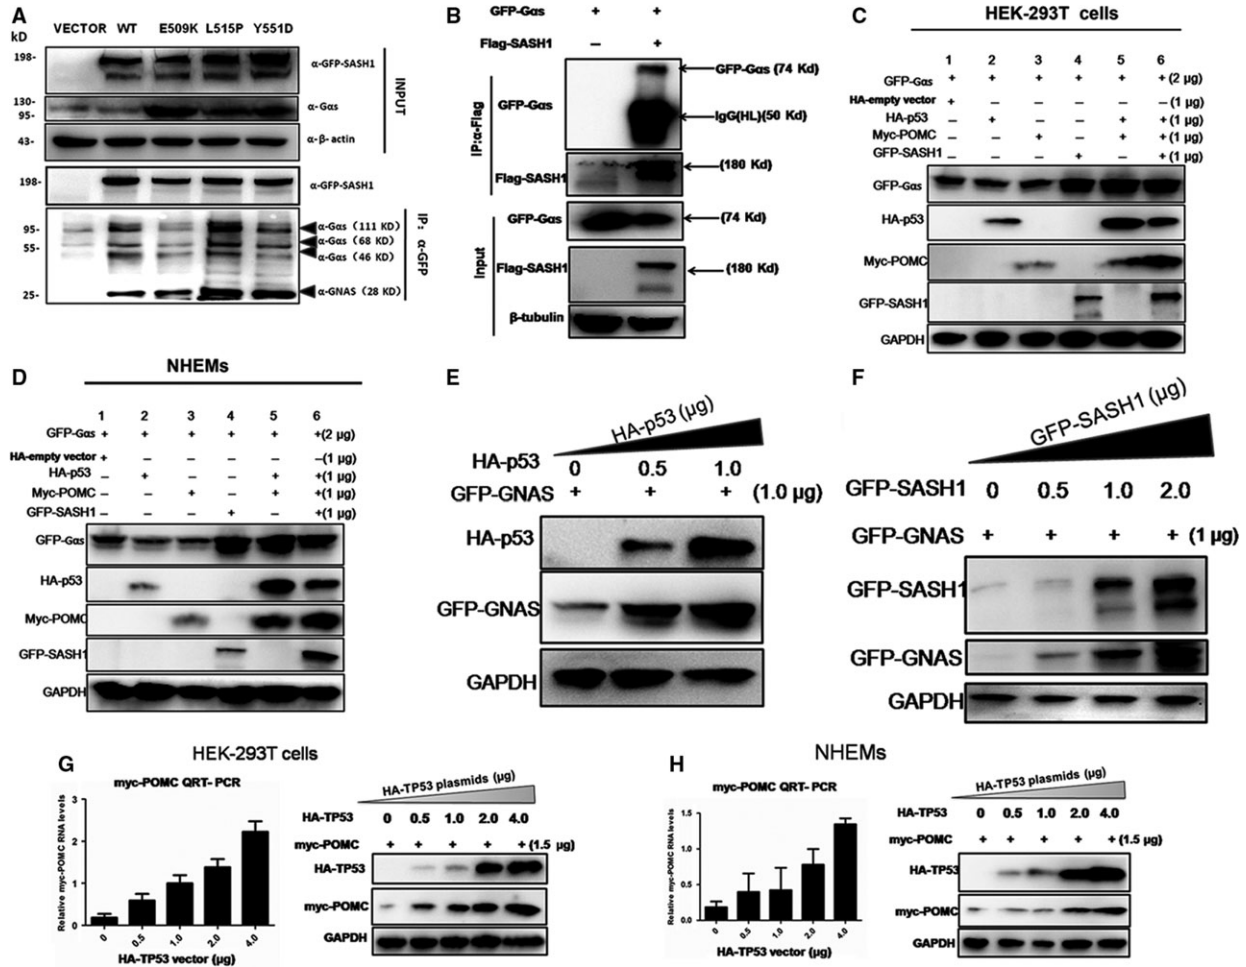 A
VECTOR WT E509K L515P Y551D
kD
198-
α-GFP-SASH1
130-
95-
α-Gαs
43-
α-β-actin
INPUT
198-
α-GFP-SASH1
95-
α-Gαs (111 KD)
α-Gαs (68 KD)
55-
α-Gαs (46 KD)
25-
α-GNAS (28 KD)
IP: α-GFP
B
GFP-Gαs + +
Flag-SASH1 – +
IP:α-Flag
GFP-Gαs
GFP-Gαs (74 Kd)
IgG(HL)(50 Kd)
Flag-SASH1
(180 Kd)
Input
GFP-Gαs
(74 Kd)
Flag-SASH1
(180 Kd)
β-tubulin
C
HEK-293T cells
1 2 3 4 5 6
GFP-Gαs + + + + + +(2 µg)
HA-empty vector + – – – – –(1 µg)
HA-p53 – + – – + +(1 µg)
Myc-POMC – – + – + +(1 µg)
GFP-SASH1 – – – + – +(1 µg)
GFP-Gαs
HA-p53
Myc-POMC
GFP-SASH1
GAPDH
D
NHEMs
1 2 3 4 5 6
GFP-Gαs + + + + + +(2 µg)
HA-empty vector + – – – – –(1 µg)
HA-p53 – + – – + +(1 µg)
Myc-POMC – – + – + +(1 µg)
GFP-SASH1 – – – + – +(1 µg)
GFP-Gαs
HA-p53
Myc-POMC
GFP-SASH1
GAPDH
E
HA-p53 (µg)
HA-p53 0 0.5 1.0
GFP-GNAS + + + (1.0 µg)
HA-p53
GFP-GNAS
GAPDH
F
GFP-SASH1 (µg)
GFP-SASH1 0 0.5 1.0 2.0
GFP-GNAS + + + + (1 µg)
GFP-SASH1
GFP-GNAS
GAPDH
G
HEK-293T cells
myc-POMC QRT- PCR
Relative myc-POMC RNA levels
3
2
1
0
0 0.5 1.0 2.0 4.0
HA-TP53 vector (µg)
HA-TP53 plasmids (µg)
HA-TP53 0 0.5 1.0 2.0 4.0
myc-POMC + + + + + (1.5 µg)
HA-TP53
myc-POMC
GAPDH
H
NHEMs
myc-POMC QRT- PCR
Relative myc-POMC RNA levels
1.5
1.0
0.5
0.0
0 0.5 1.0 2.0 4.0
HA-TP53 vector (µg)
HA-TP53 plasmids (µg)
HA-TP53 0 0.5 1.0 2.0 4.0
myc-POMC + + + + +(1.5 µg)
HA-TP53
myc-POMC
GAPDH